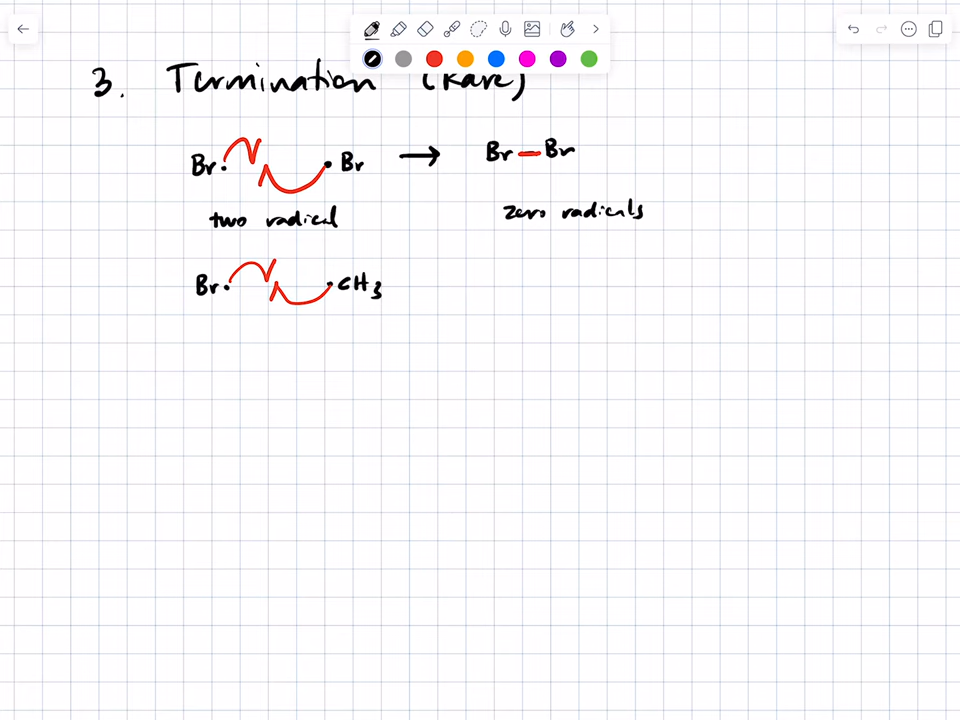 3. Termination (Rare)
Br· ·Br → Br–Br
two radical zero radicals
Br· ·CH3